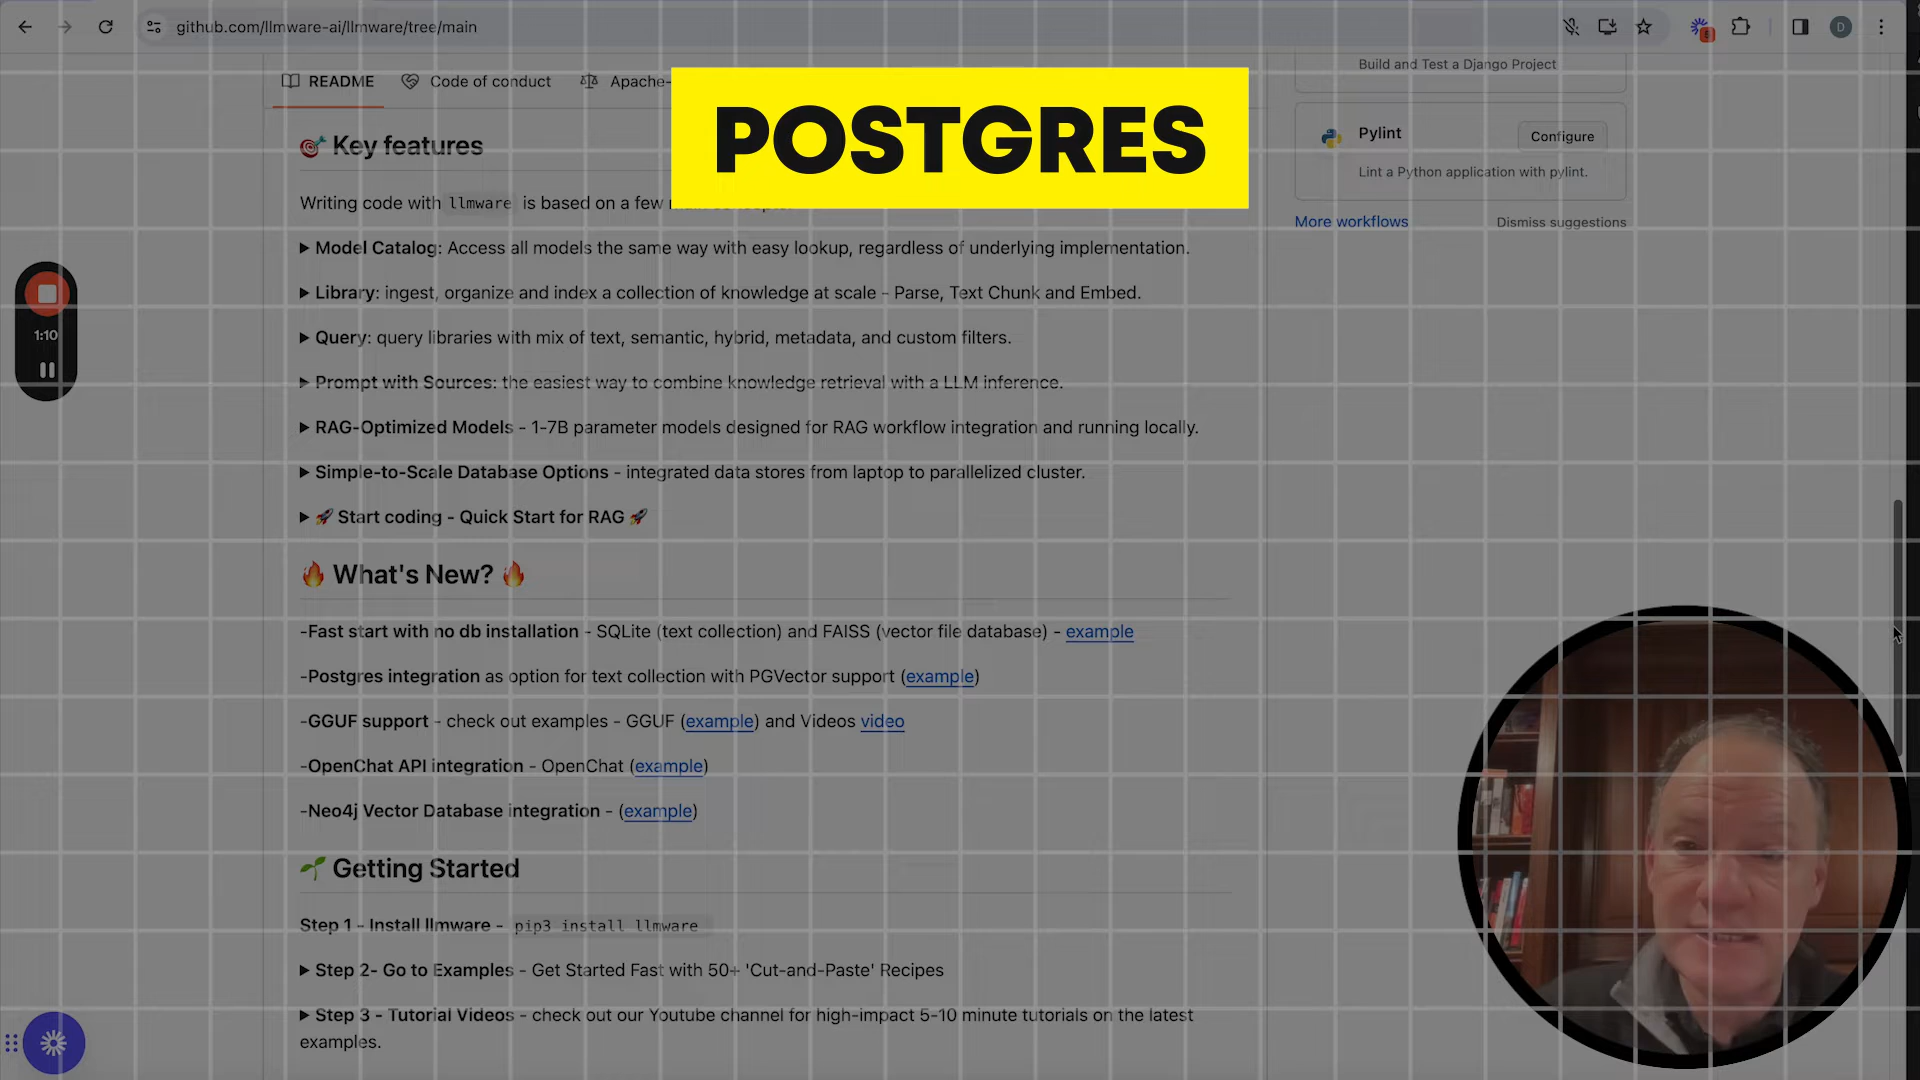 github.com/llmware-ai/llmware/tree/main
D
README
Code of conduct
Apache-
POSTGRES
Build and Test a Django Project
Pylint
Configure
Lint a Python application with pylint.
More workflows
Dismiss suggestions
🎯 Key features
Writing code with llmware is based on a few
▶ Model Catalog: Access all models the same way with easy lookup, regardless of underlying implementation.
▶ Library: ingest, organize and index a collection of knowledge at scale - Parse, Text Chunk and Embed.
▶ Query: query libraries with mix of text, semantic, hybrid, metadata, and custom filters.
▶ Prompt with Sources: the easiest way to combine knowledge retrieval with a LLM inference.
▶ RAG-Optimized Models - 1-7B parameter models designed for RAG workflow integration and running locally.
▶ Simple-to-Scale Database Options - integrated data stores from laptop to parallelized cluster.
▶ 🚀 Start coding - Quick Start for RAG 🚀
🔥 What's New? 🔥
-Fast start with no db installation - SQLite (text collection) and FAISS (vector file database) - example
-Postgres integration as option for text collection with PGVector support (example)
-GGUF support - check out examples - GGUF (example) and Videos video
-OpenChat API integration - OpenChat (example)
-Neo4j Vector Database integration - (example)
🌱 Getting Started
Step 1 - Install llmware - pip3 install llmware
▶ Step 2- Go to Examples - Get Started Fast with 50+ 'Cut-and-Paste' Recipes
▶ Step 3 - Tutorial Videos - check out our Youtube channel for high-impact 5-10 minute tutorials on the latest
examples.
1:10